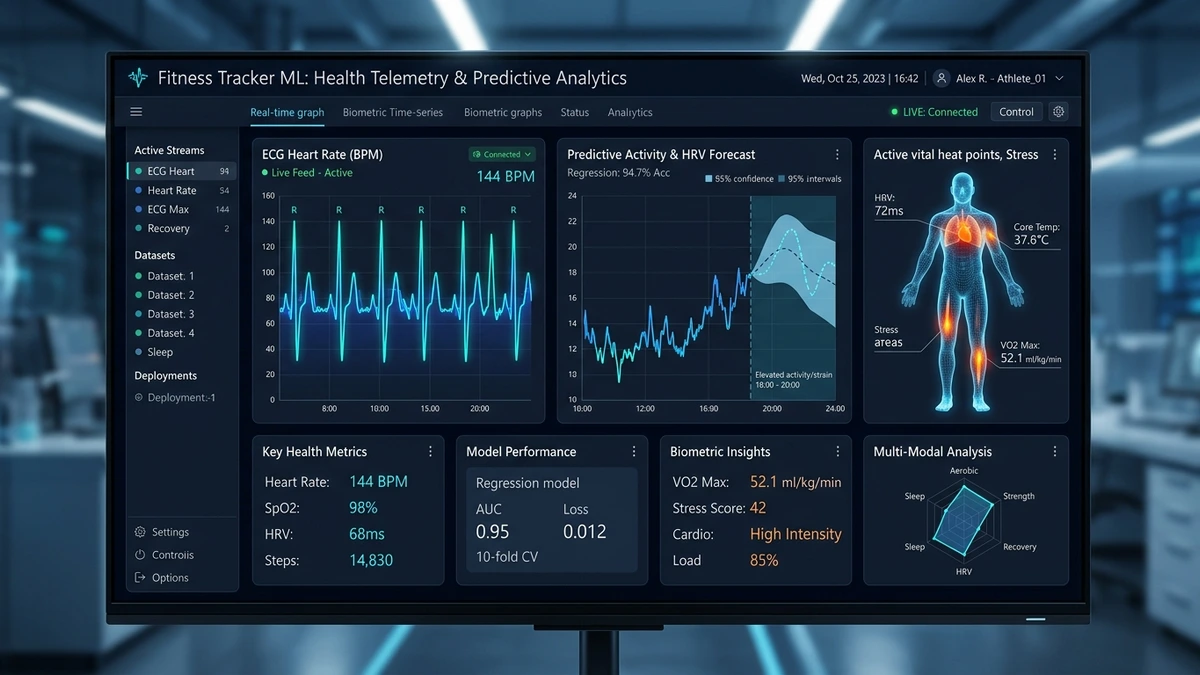 Fitness Tracker ML: Health Telemetry & Predictive Analytics
Wed, Oct 25, 2023 | 16:42
Alex R. - Athlete_01
Real-time graph
Biometric Time-series
Biometric graphs
Status
Analytics
LIVE: Connected
Control
Active Streams
ECG Heart 94
Heart Rate 54
ECG Max 144
Recovery 2
Datasets
Dataset: 1
Dataset: 2
Dataset: 3
Dataset: 4
Sleep
Deployments
Deployment:-1
Settings
Controiis
Options
ECG Heart Rate (BPM)
Connected
Live Feed - Active
144 BPM
160
140
120
100
80
60
40
20
0
R R R R R R
8:00 10:00 15.00 20:00
Predictive Activity & HRV Forecast
Regression: 94.7% Acc
95% confidence
95% intervals
24
22
20
18
16
14
12
10
10
Elevated activity/strain
18:00 - 20:00
10:00 12:00 16:90 20:00 24.00
Active vital heat points, Stress
HRV:
72ms
Core Temp:
37.6°C
Stress
areas
VO2 Max:
52.1 ml/kg/min
Key Health Metrics
Heart Rate: 144 BPM
SpO2: 98%
HRV: 68ms
Steps: 14,830
Model Performance
Regression model
AUC Loss
0.95 0.012
10-fold CV
Biometric Insights
VO2 Max: 52.1 ml/kg/min
Stress Score: 42
Cardio: High Intensity
Load 85%
Multi-Modal Analysis
Aerobic
Sleep Strength
Sleep Recovery
HRV